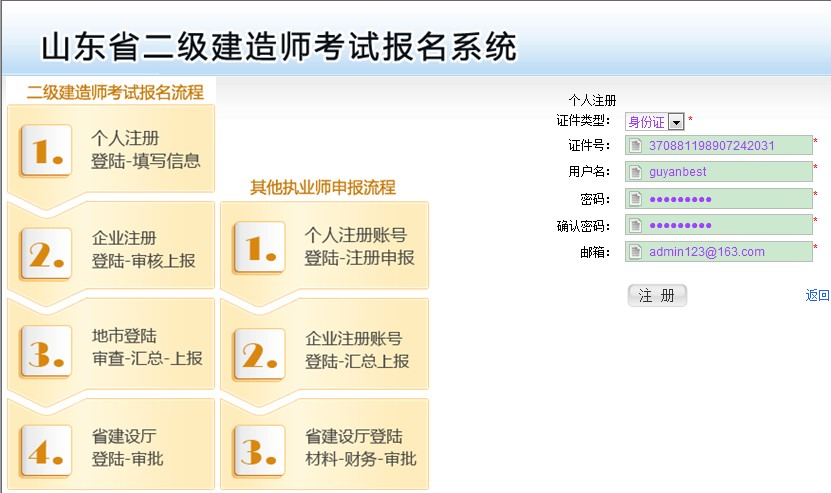 山东省二级建造师考试报名系统
二级建造师考试报名流程
1.
个人注册
登陆-填写信息
2.
企业注册
登陆-审核上报
3.
地市登陆
审查-汇总-上报
4.
省建设厅
登陆-审批
其他执业师申报流程
1.
个人注册账号
登陆-注册申报
2.
企业注册账号
登陆-汇总上报
3.
省建设厅登陆
材料-财务-审批
个人注册
证件类型： 身份证 *
证件号： 370881198907242031 *
用户名： guyanbest *
密码： ●●●●●●●●● *
确认密码： ●●●●●●●●● *
邮箱： admin123@163.com *
注 册
返回